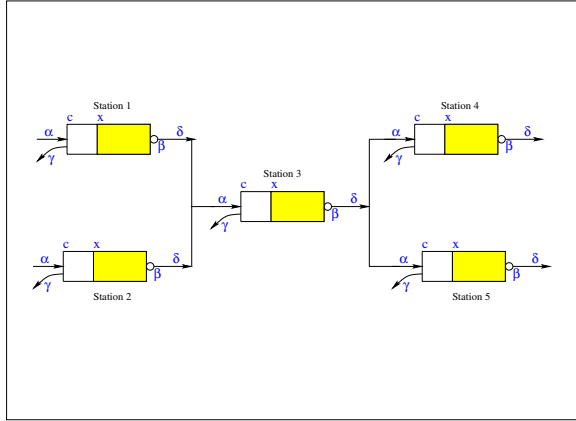 Station 1
c x
α δ
γ β
Station 2
c x
α δ
γ β
Station 3
c x
α δ
γ β
Station 4
c x
α δ
γ β
Station 5
c x
α δ
γ β